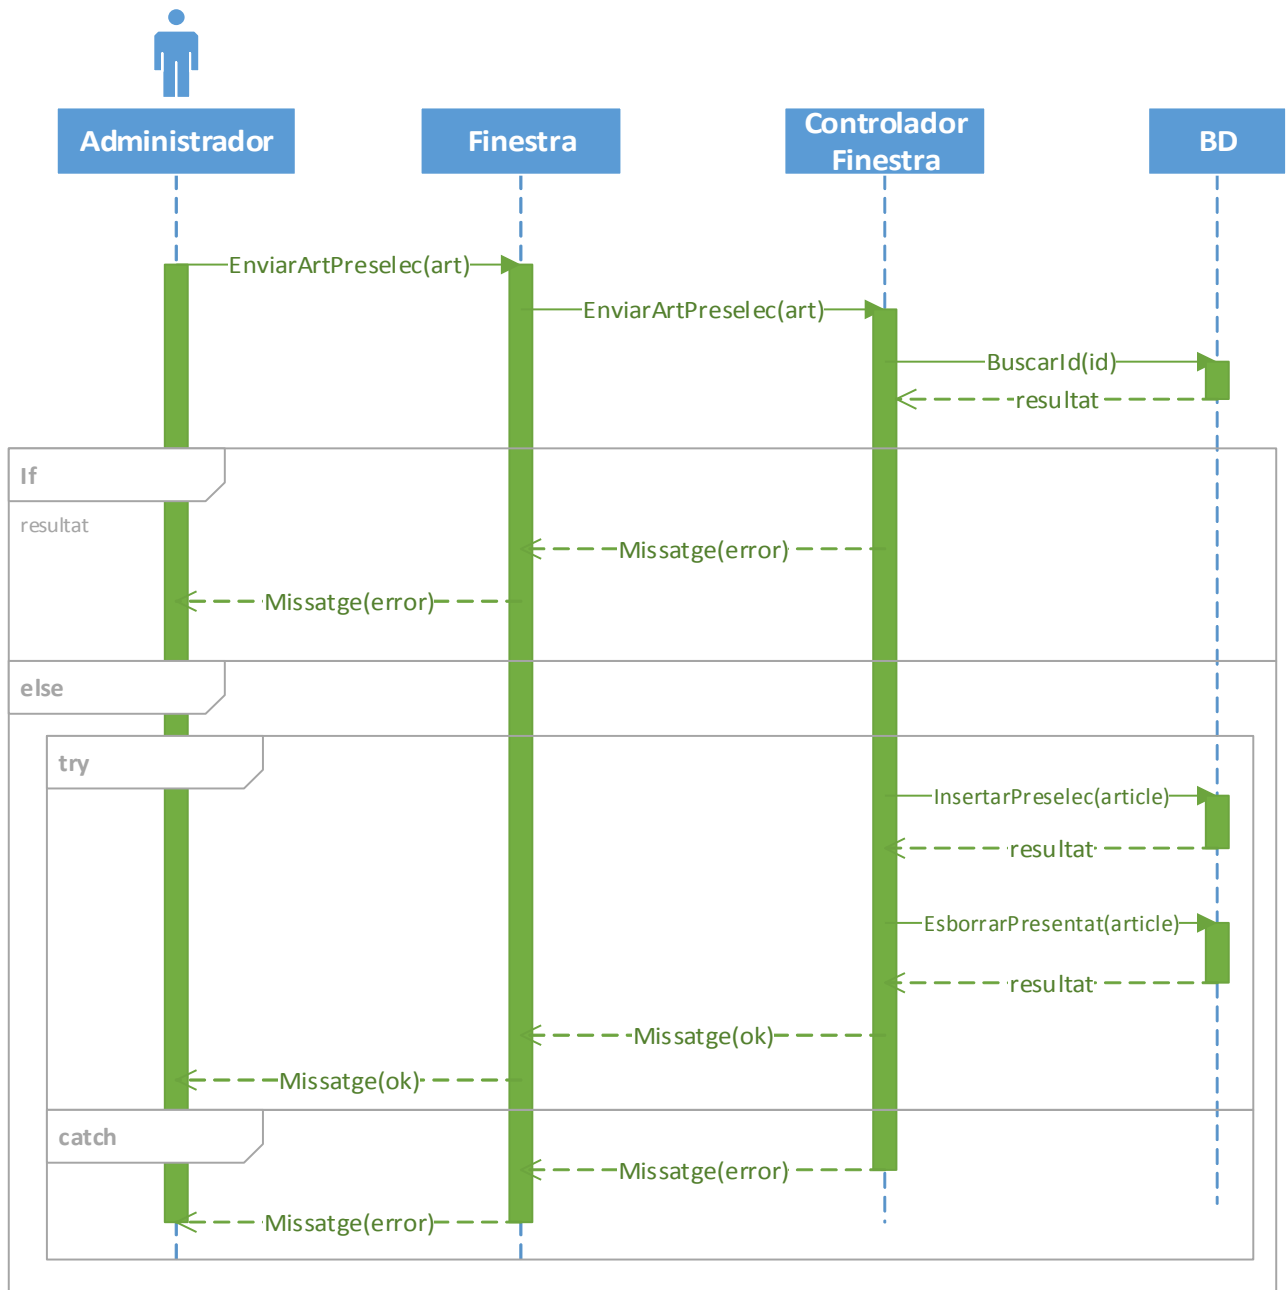 Administrador
Finestra
Controlador
Finestra
BD
EnviarArtPreselec(art)
EnviarArtPreselec(art)
BuscarId(id)
resultat
If
resultat
Missatge(error)
Missatge(error)
else
try
InsertarPreselec(article)
resultat
EsborrarPresentat(article)
resultat
Missatge(ok)
Missatge(ok)
catch
Missatge(error)
Missatge(error)